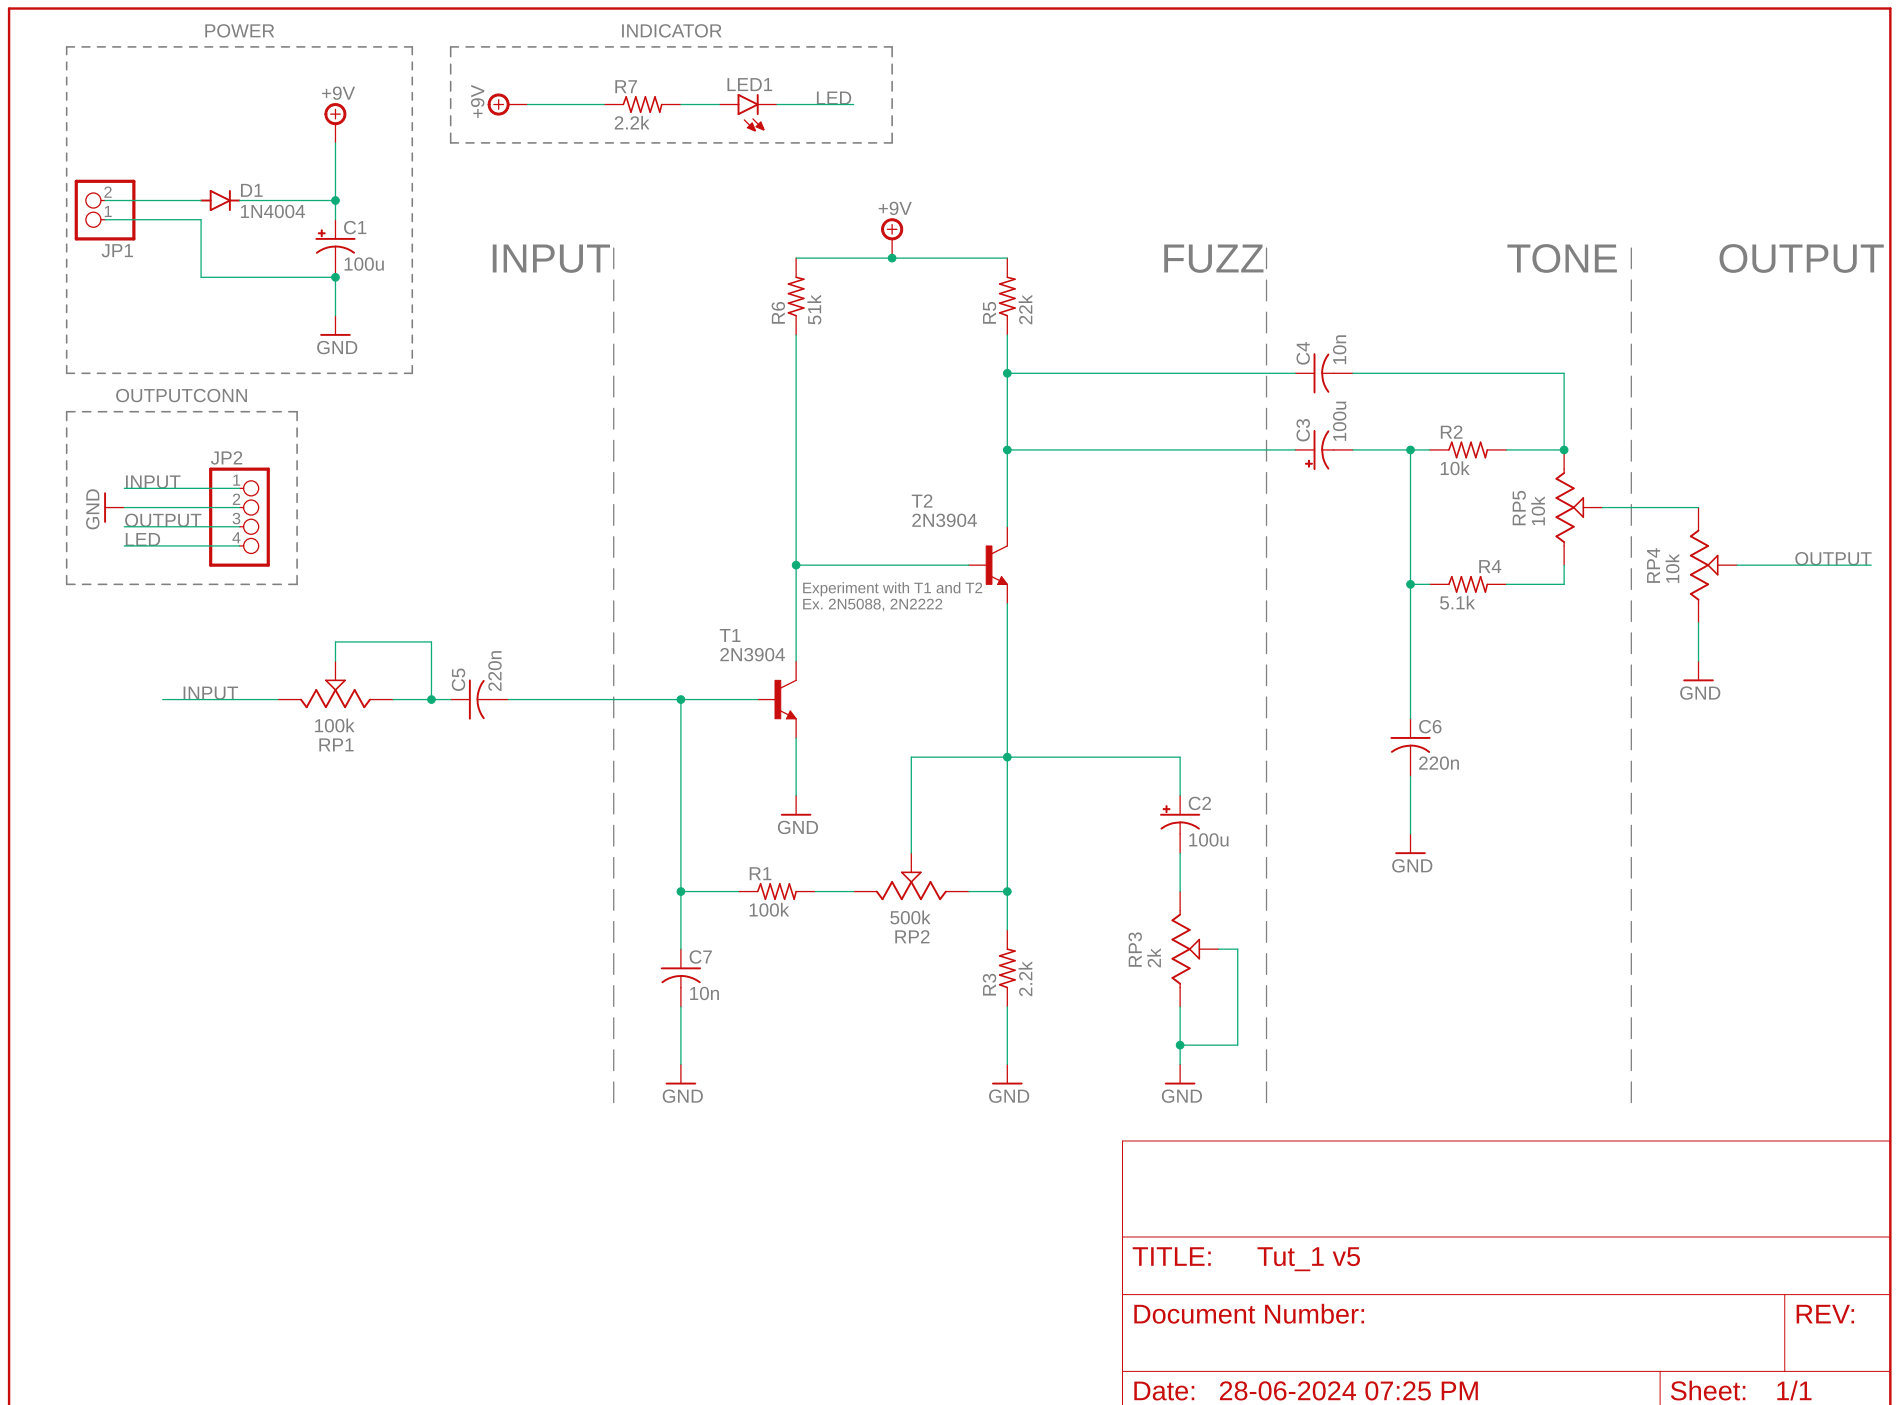 POWER
+9V
2
1
JP1
D1
1N4004
C1
100u
GND
INDICATOR
+9V
R7
2.2k
LED1
LED
OUTPUTCONN
JP2
INPUT
GND
OUTPUT
LED
1
2
3
4
INPUT
FUZZ
TONE
OUTPUT
+9V
R6
51k
R5
22k
C4
10n
C3
100u
R2
10k
RP5
10k
R4
5.1k
RP4
10k
OUTPUT
GND
T2
2N3904
Experiment with T1 and T2
Ex. 2N5088, 2N2222
T1
2N3904
INPUT
100k
RP1
C5
220n
GND
C6
220n
GND
C2
100u
R1
100k
500k
RP2
RP3
2k
C7
10n
R3
2.2k
GND
GND
GND
TITLE: Tut_1 v5
Document Number:
REV:
Date: 28-06-2024 07:25 PM
Sheet: 1/1